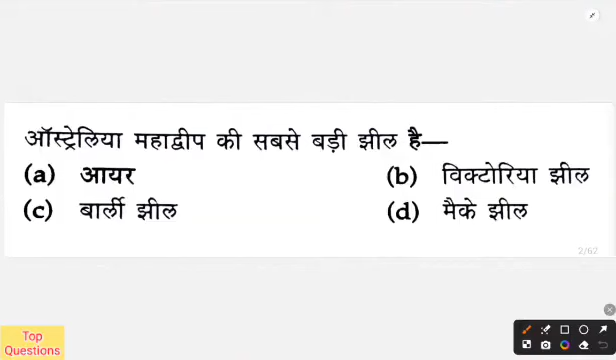 ऑस्ट्रेलिया महाद्वीप की सबसे बड़ी झील है—
(a) आयर (b) विक्टोरिया झील
(c) बार्ली झील (d) मैके झील
2/62
Top
Questions